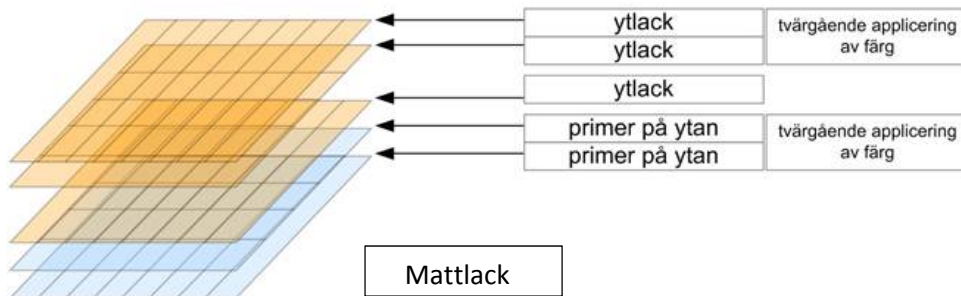 ytlack
tvärgående applicering
av färg
ytlack
ytlack
primer på ytan
tvärgående applicering
av färg
primer på ytan
Mattlack